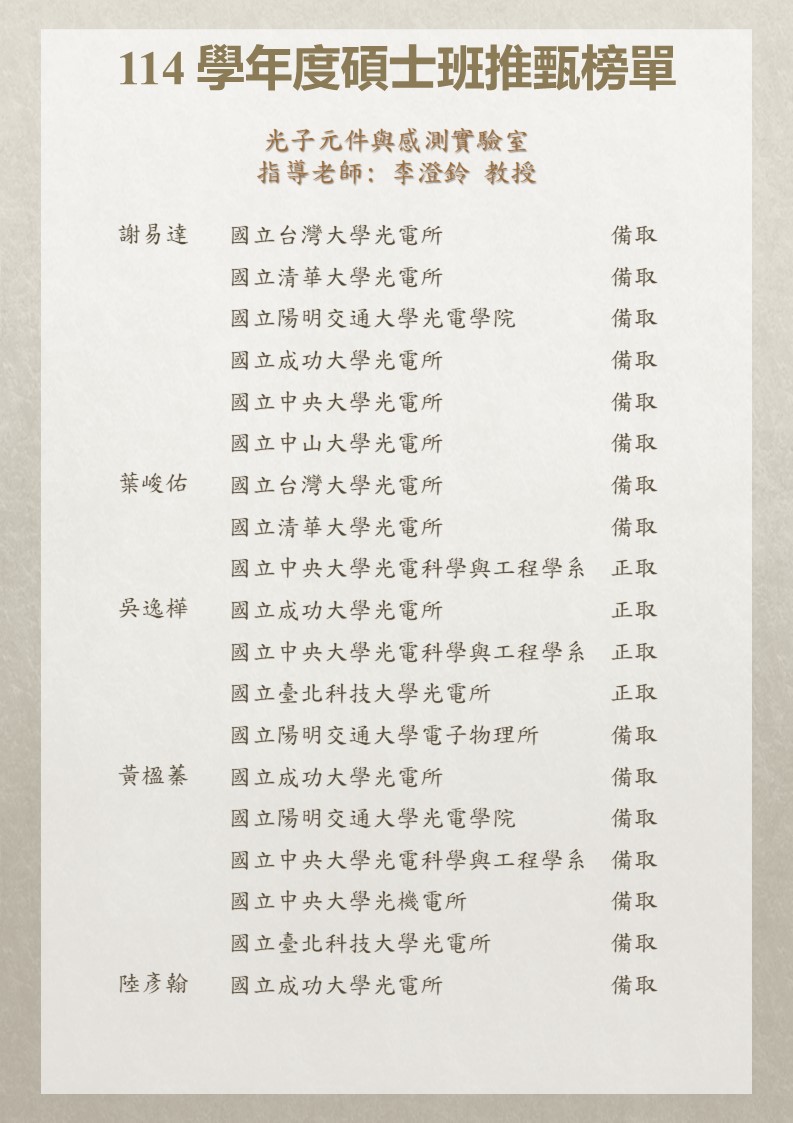 114 學年度碩士班推甄榜單
光子元件與感測實驗室
指導老師：李澄鈴 教授
謝易達 國立台灣大學光電所 備取
國立清華大學光電所 備取
國立陽明交通大學光電學院 備取
國立成功大學光電所 備取
國立中央大學光電所 備取
國立中山大學光電所 備取
葉峻佑 國立台灣大學光電所 備取
國立清華大學光電所 備取
國立中央大學光電科學與工程學系 正取
吳逸樺 國立成功大學光電所 正取
國立中央大學光電科學與工程學系 正取
國立臺北科技大學光電所 正取
國立陽明交通大學電子物理所 備取
黃楹蓁 國立成功大學光電所 備取
國立陽明交通大學光電學院 備取
國立中央大學光電科學與工程學系 備取
國立中央大學光機電所 備取
國立臺北科技大學光電所 備取
陸彥翰 國立成功大學光電所 備取